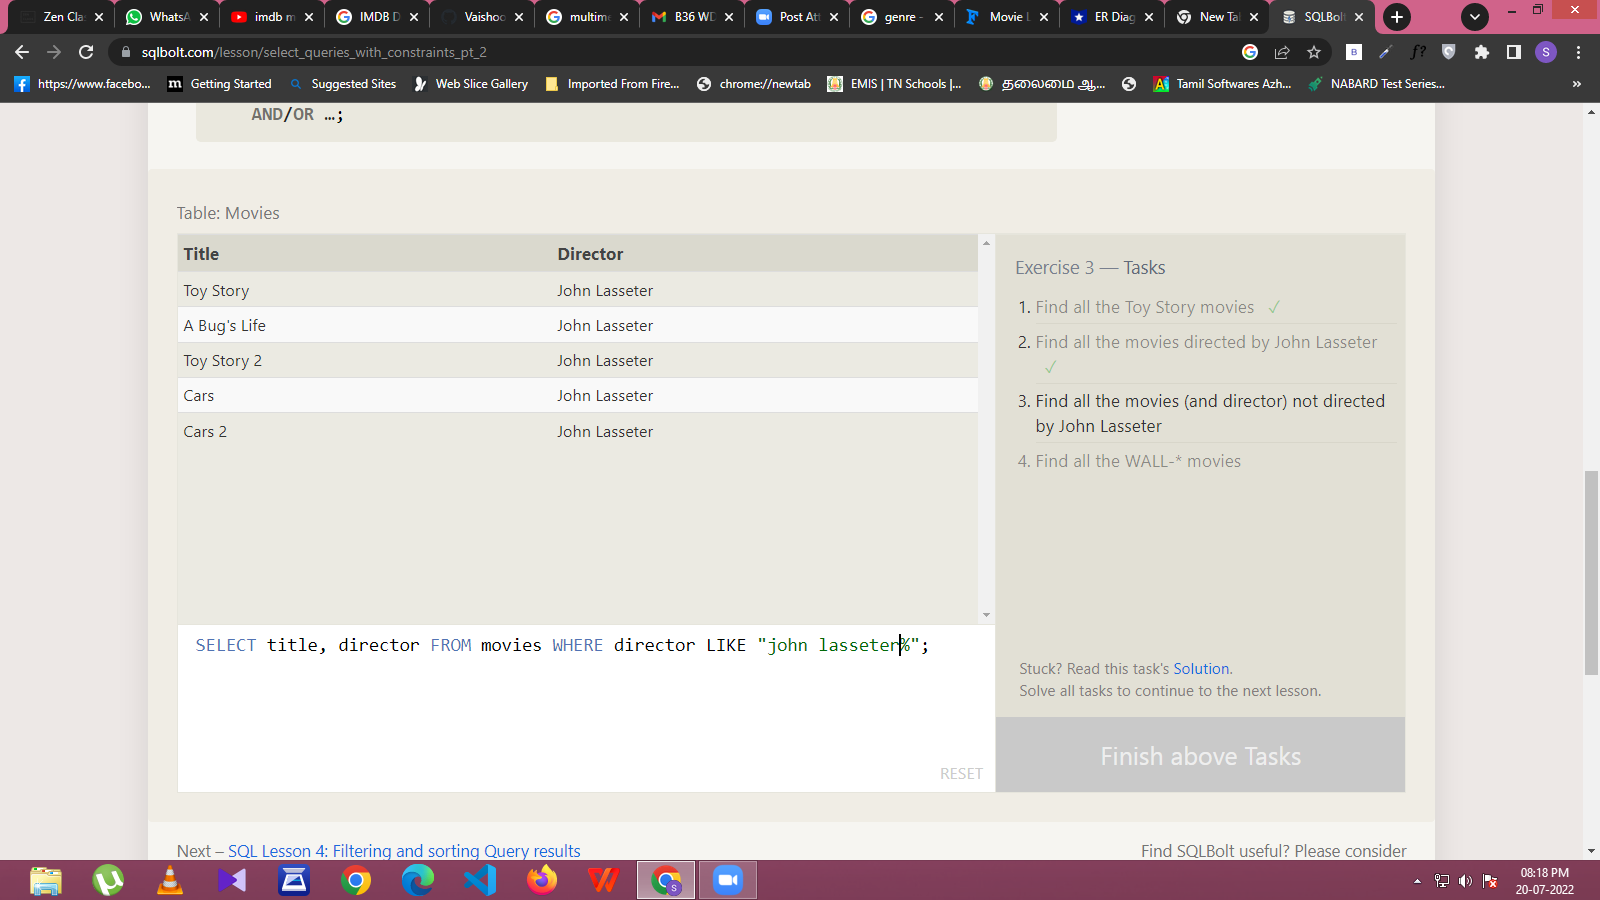 Zen Cla
WhatsA
imdb m
IMDB D
Vaishoo
multime
B36 WD
Post Att
genre -
Movie L
ER Diag
New Tab
SQLBolt
sqlbolt.com/lesson/select_queries_with_constraints_pt_2
https://www.facebo...
Getting Started
Suggested Sites
Web Slice Gallery
Imported From Fire...
chrome://newtab
EMIS | TN Schools |...
தலைமை ஆ...
Tamil Softwares Azh...
NABARD Test Series...
»
AND/OR …;
Table: Movies
Title Director
Toy Story John Lasseter
A Bug's Life John Lasseter
Toy Story 2 John Lasseter
Cars John Lasseter
Cars 2 John Lasseter
SELECT title, director FROM movies WHERE director LIKE "john lasseter%";
RESET
Exercise 3 — Tasks
1. Find all the Toy Story movies ✓
2. Find all the movies directed by John Lasseter
✓
3. Find all the movies (and director) not directed
by John Lasseter
4. Find all the WALL-* movies
Stuck? Read this task's Solution.
Solve all tasks to continue to the next lesson.
Finish above Tasks
Next – SQL Lesson 4: Filtering and sorting Query results
Find SQLBolt useful? Please consider
08:18 PM
20-07-2022